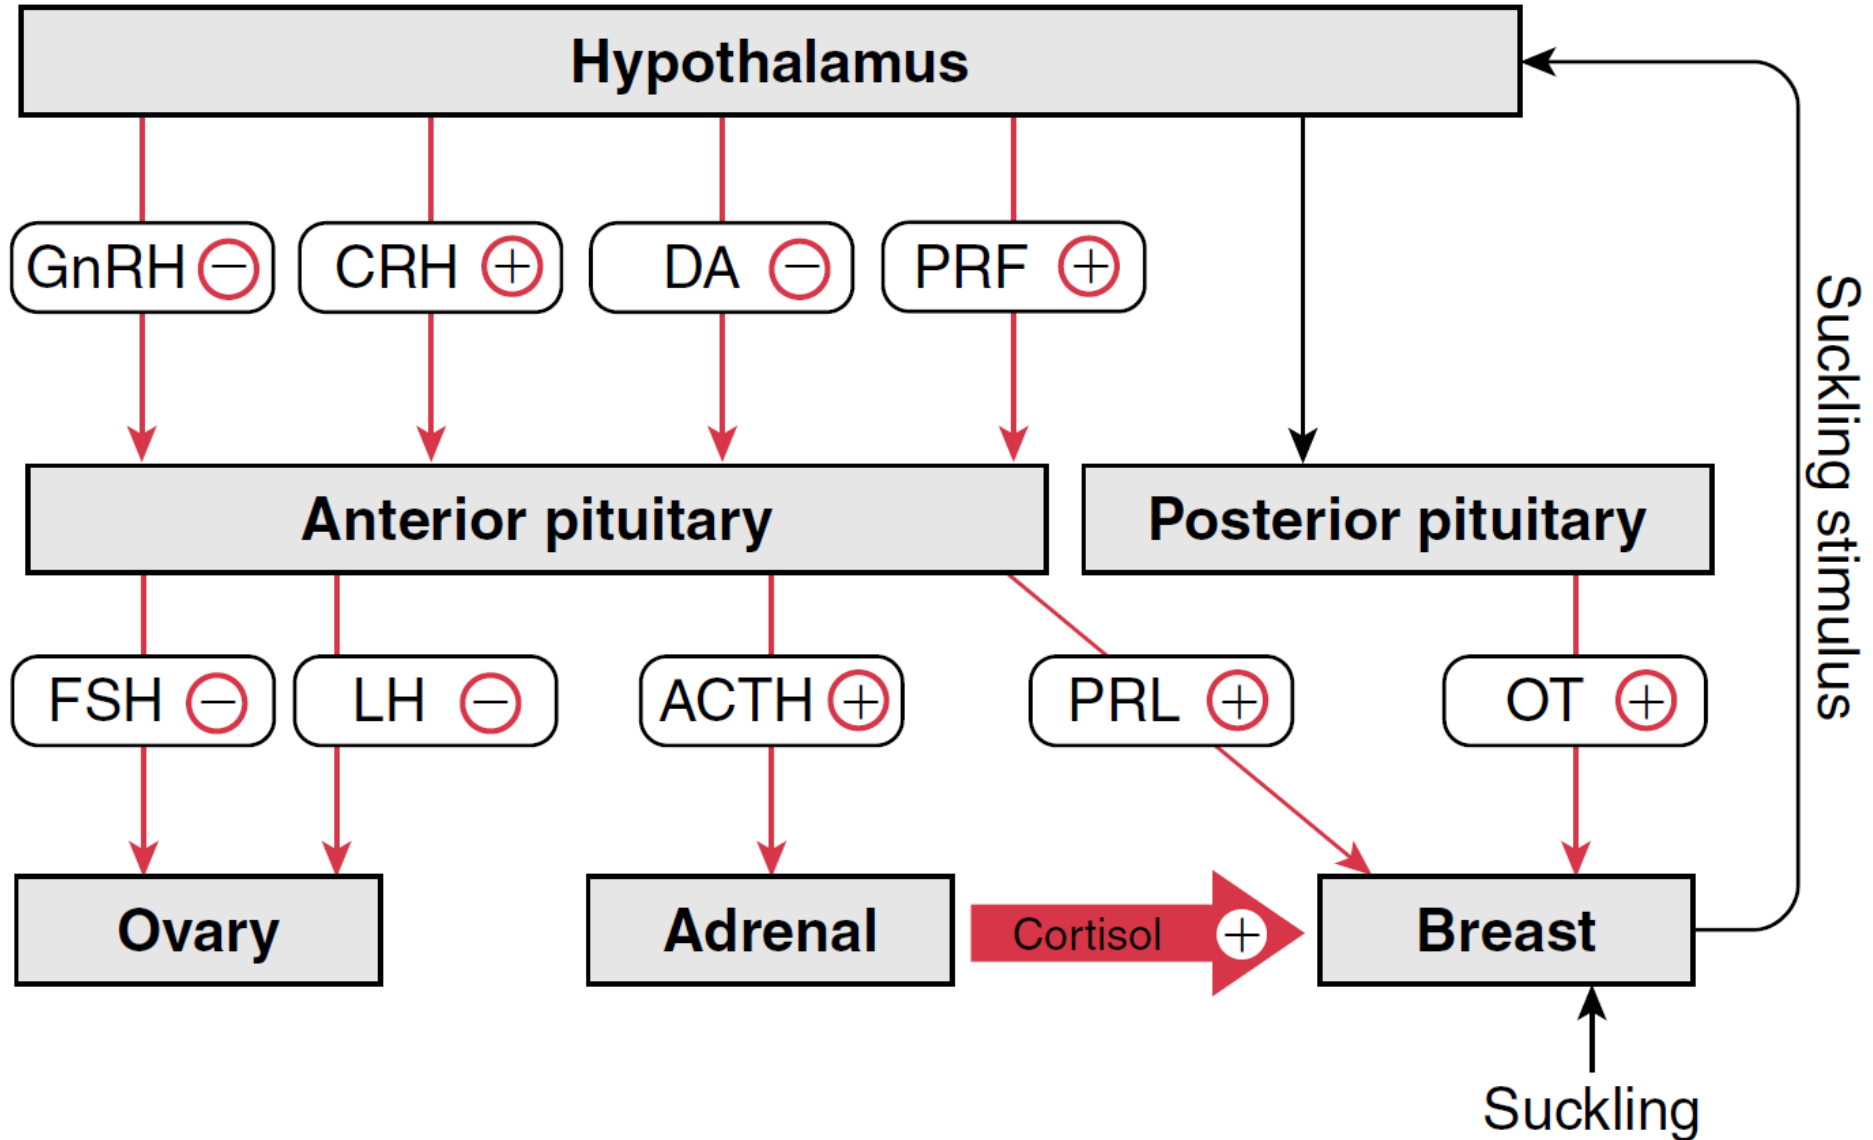 Hypothalamus
GnRH −
CRH +
DA −
PRF +
Anterior pituitary
Posterior pituitary
FSH −
LH −
ACTH +
PRL +
OT +
Ovary
Adrenal
Cortisol +
Breast
Suckling stimulus
Suckling